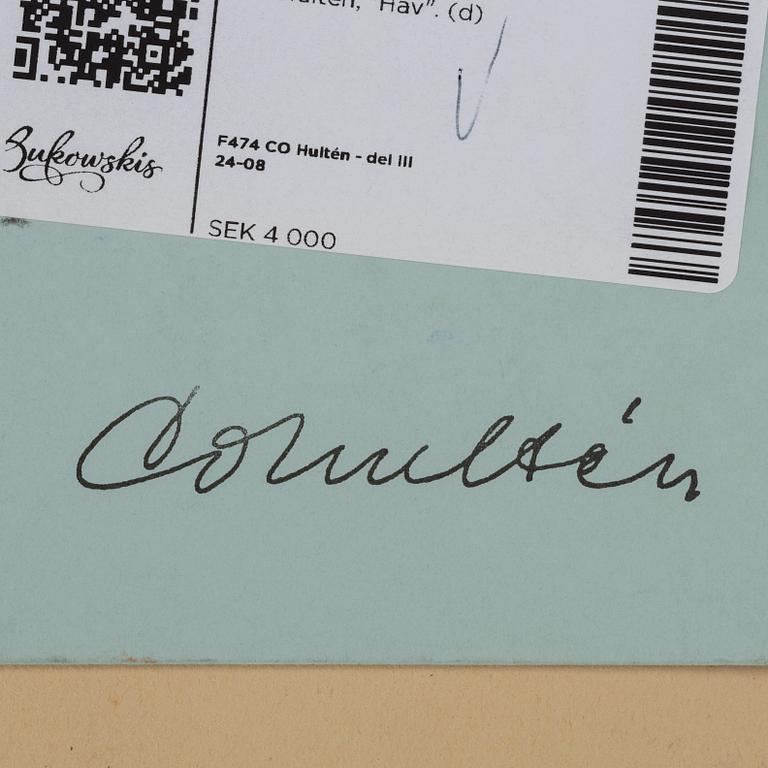 Hav". (d)
Bukowskis
F474 CO Hultén - del III
24-08
SEK 4 000
CO Hultén